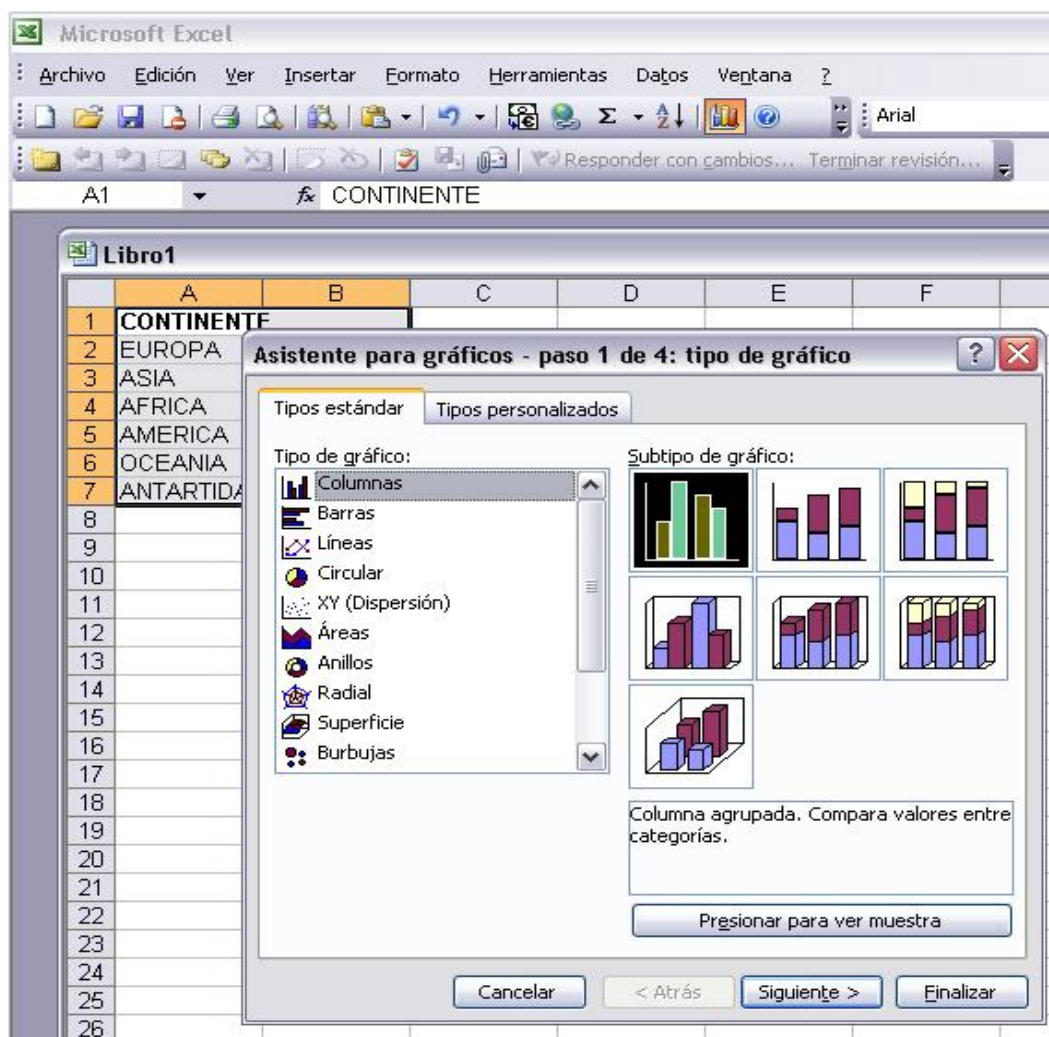 Microsoft Excel
Archivo Edición Ver Insertar Formato Herramientas Datos Ventana ?
Arial
Responder con cambios... Terminar revisión...
A1 fx CONTINENTE
Libro1
A B C D E F
1 CONTINENTE
2 EUROPA
3 ASIA
4 AFRICA
5 AMERICA
6 OCEANIA
7 ANTARTIDA
8
9
10
11
12
13
14
15
16
17
18
19
20
21
22
23
24
25
26
Asistente para gráficos - paso 1 de 4: tipo de gráfico
Tipos estándar Tipos personalizados
Tipo de gráfico:
Columnas
Barras
Líneas
Circular
XY (Dispersión)
Áreas
Anillos
Radial
Superficie
Burbujas
Subtipo de gráfico:
Columna agrupada. Compara valores entre
categorías.
Presionar para ver muestra
Cancelar < Atrás Siguiente > Finalizar